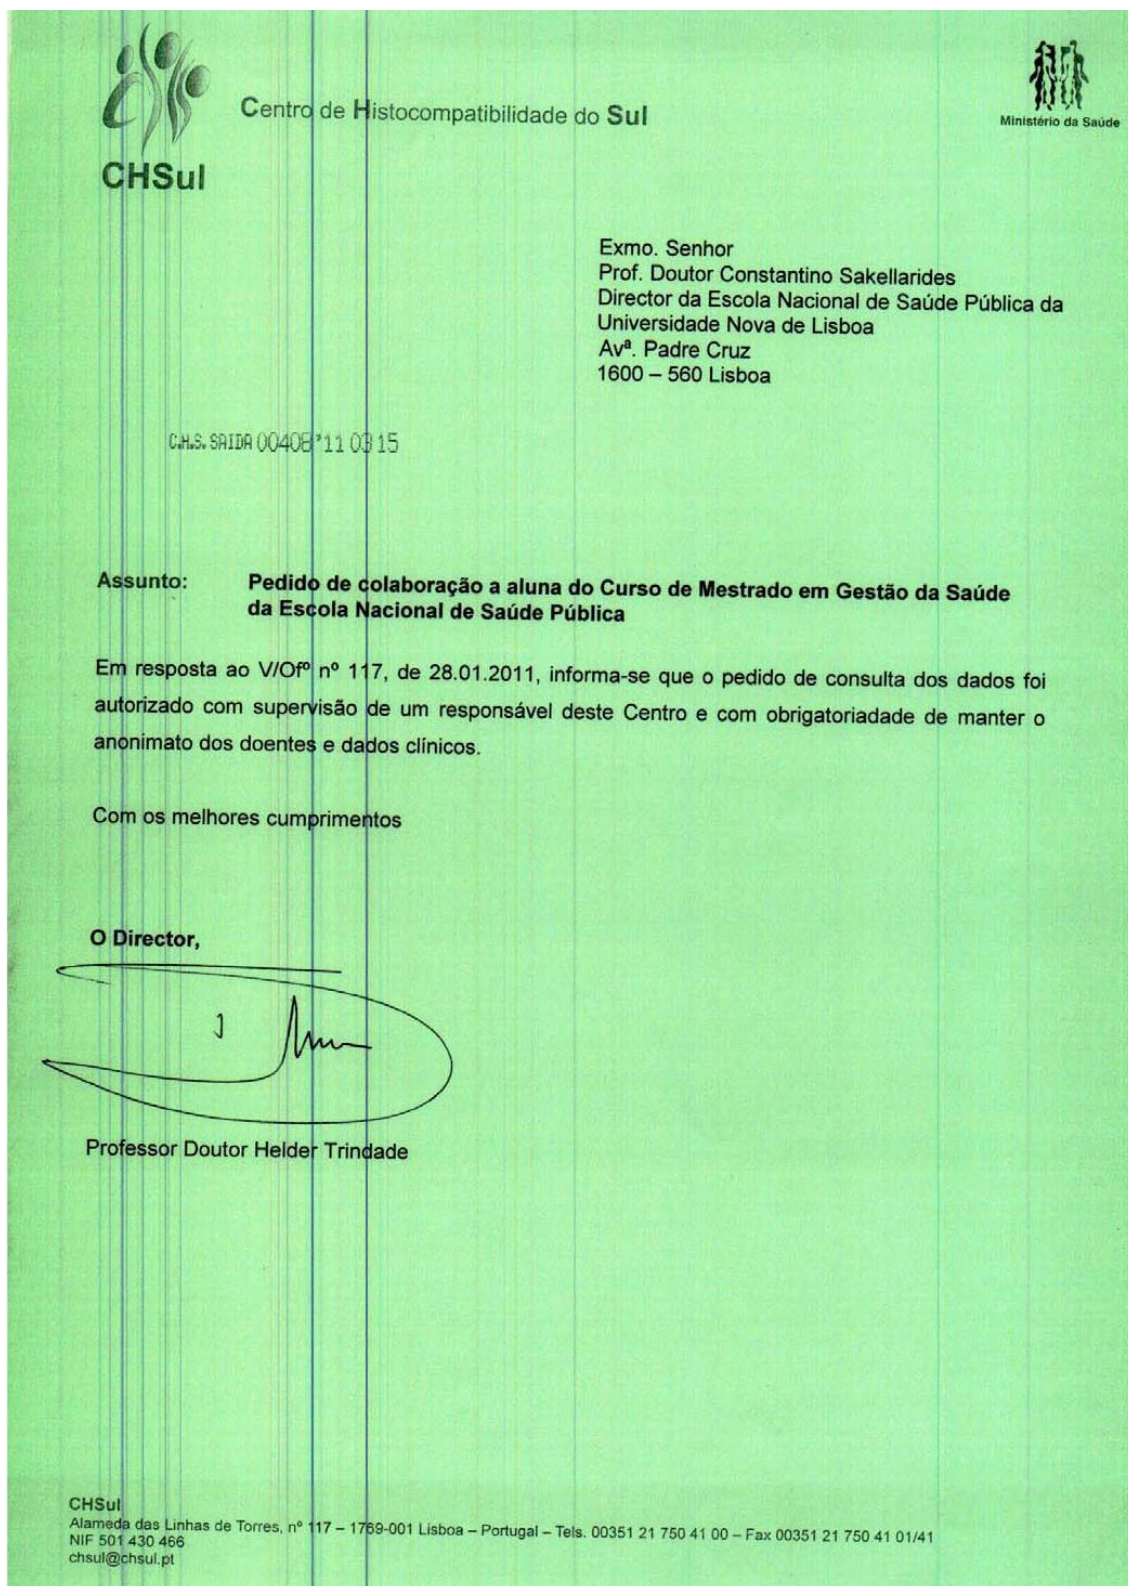 Centro de Histocompatibilidade do Sul
CHSul
Ministério da Saúde
Exmo. Senhor
Prof. Doutor Constantino Sakellarides
Director da Escola Nacional de Saúde Pública da
Universidade Nova de Lisboa
Avª. Padre Cruz
1600 – 560 Lisboa
C.H.S. SAIDA 00408 '11 03 15
Assunto: Pedido de colaboração a aluna do Curso de Mestrado em Gestão da Saúde
da Escola Nacional de Saúde Pública
Em resposta ao V/Ofº nº 117, de 28.01.2011, informa-se que o pedido de consulta dos dados foi
autorizado com supervisão de um responsável deste Centro e com obrigatoriadade de manter o
anonimato dos doentes e dados clínicos.
Com os melhores cumprimentos
O Director,
Professor Doutor Helder Trindade
CHSul
Alameda das Linhas de Torres, nº 117 – 1769-001 Lisboa – Portugal – Tels. 00351 21 750 41 00 – Fax 00351 21 750 41 01/41
NIF 501 430 466
chsul@chsul.pt